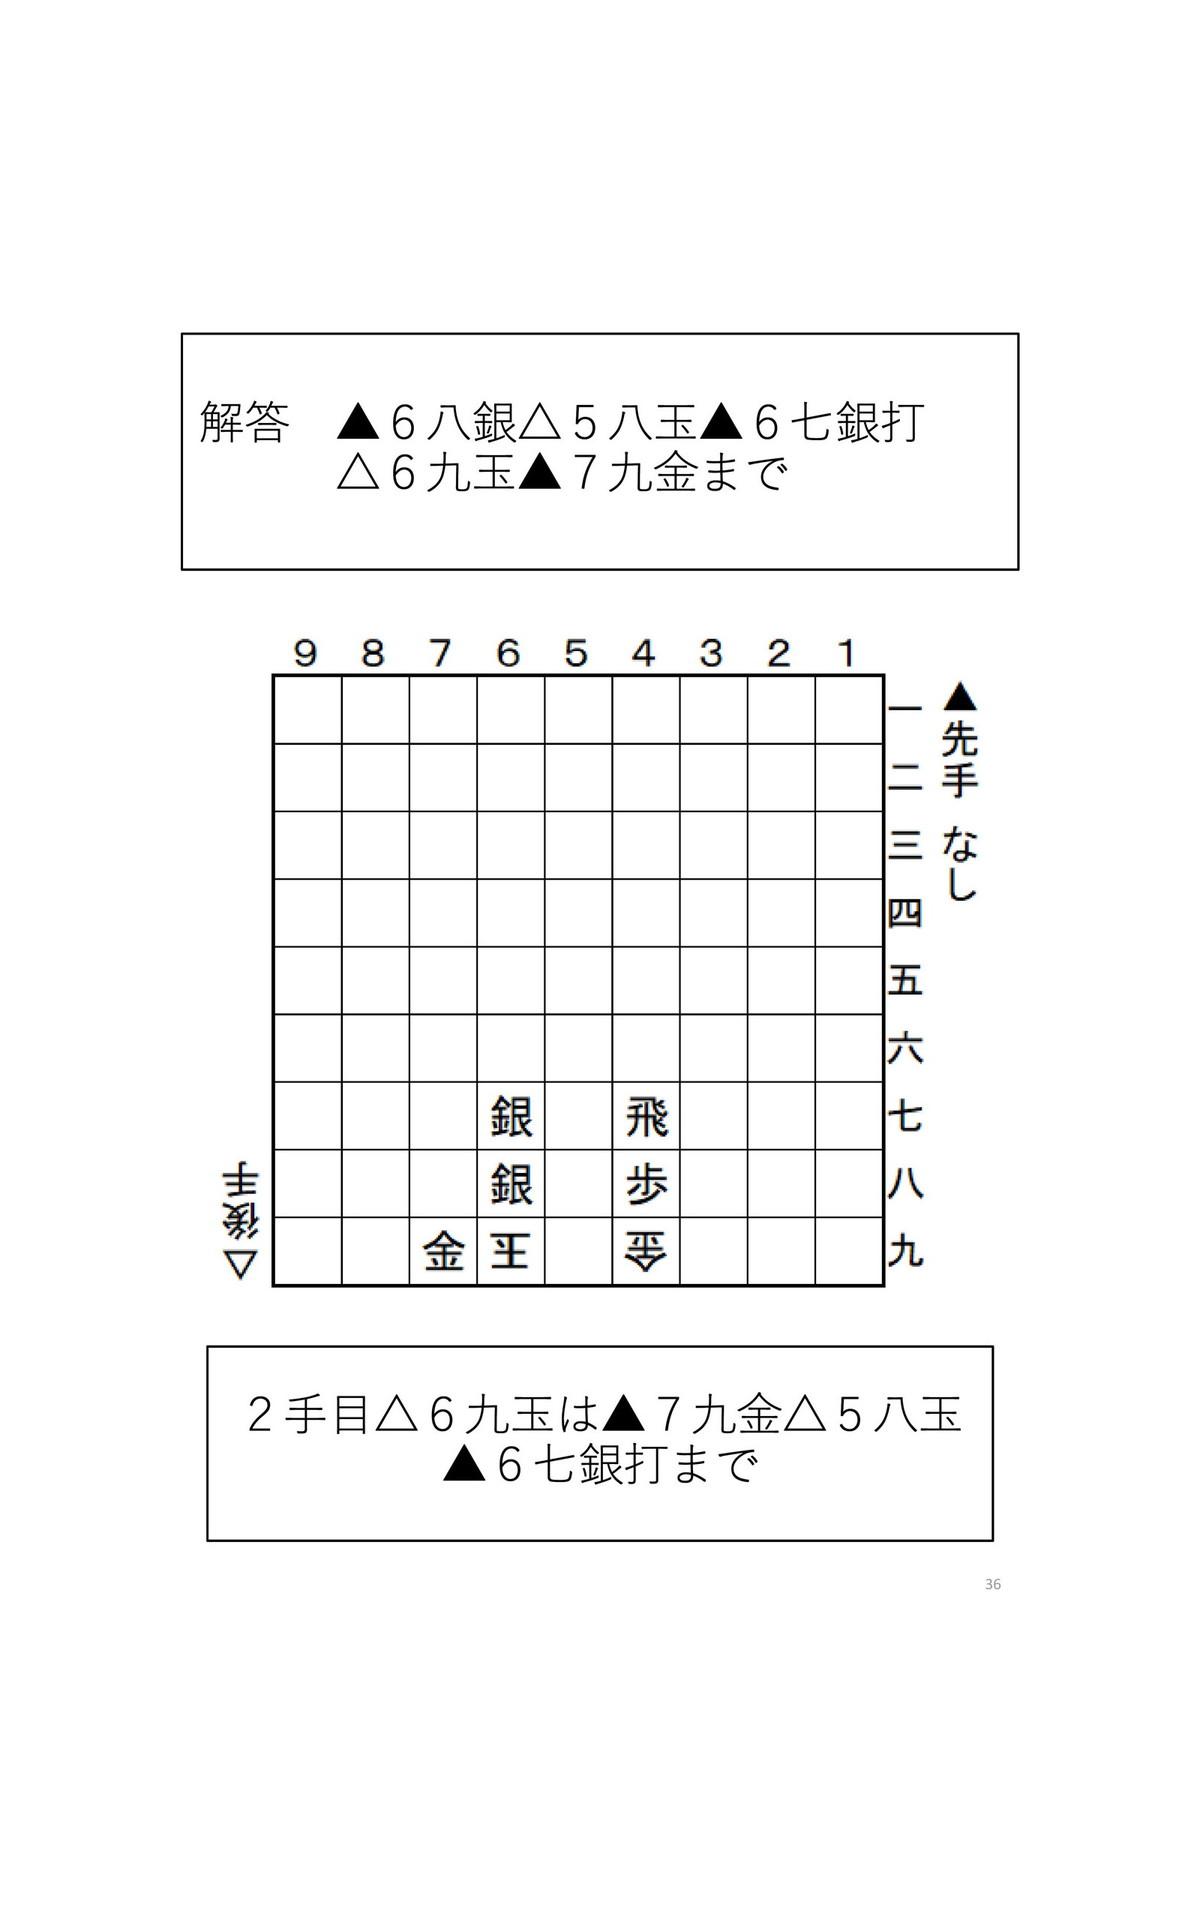 解答　▲６八銀△５八玉▲６七銀打
△６九玉▲７九金まで
9 8 7 6 5 4 3 2 1
一
二
三
四
五
六
七
八
九
▲先手 なし
銀 飛
銀 歩
金 王 金
△後手
２手目△６九玉は▲７九金△５八玉
▲６七銀打まで
36